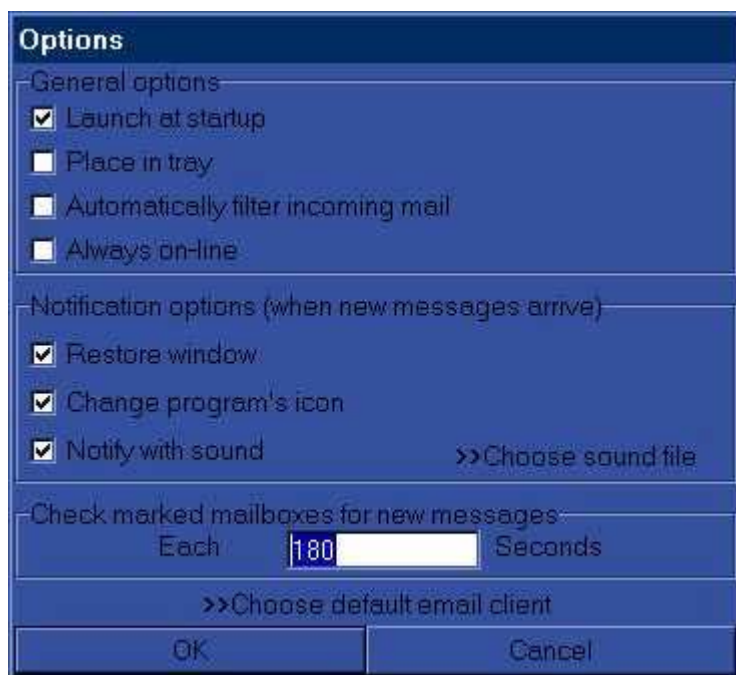 Options
General options
Launch at startup
Place in tray
Automatically filter incoming mail
Always on-line
Notification options (when new messages arrive)
Restore window
Change program's icon
Notify with sound >>Choose sound file
Check marked mailboxes for new messages
Each 180 Seconds
>>Choose default email client
OK Cancel